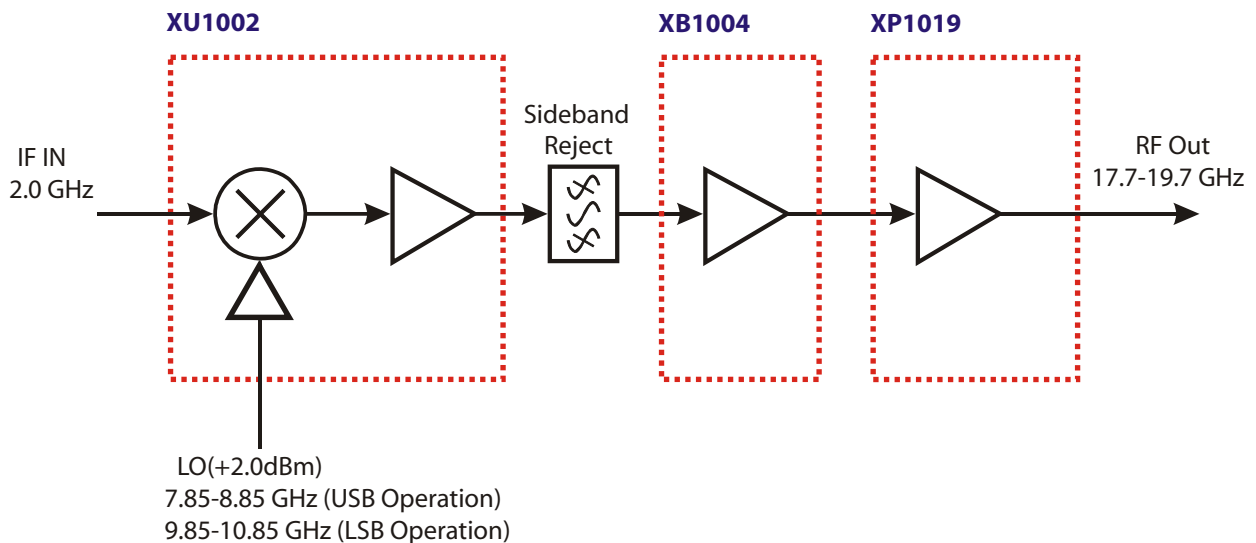 XU1002
XB1004
XP1019
Sideband
Reject
IF IN
2.0 GHz
RF Out
17.7-19.7 GHz
LO(+2.0dBm)
7.85-8.85 GHz (USB Operation)
9.85-10.85 GHz (LSB Operation)